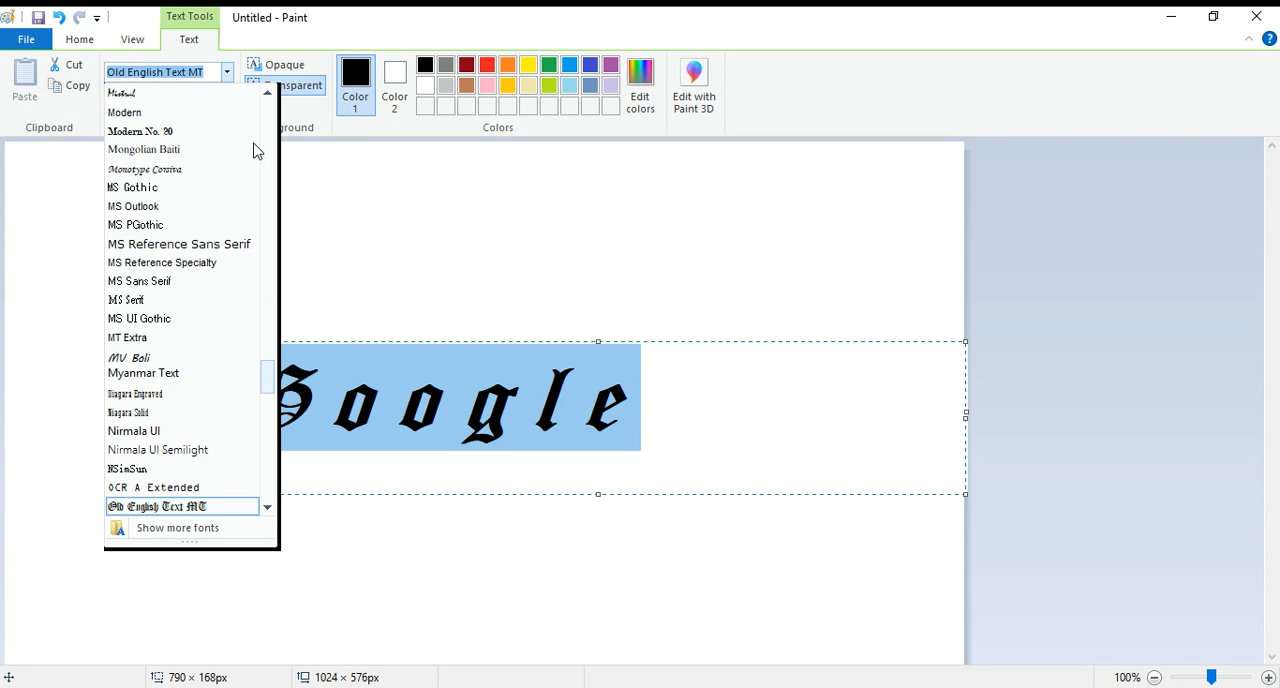 Text Tools
Untitled - Paint
File
Home
View
Text
Paste
Cut
Copy
Clipboard
Old English Text MT
Opaque
Color 1
Color 2
Colors
Edit colors
Edit with Paint 3D
Mistral
Modern
Modern No. 20
Mongolian Baiti
Monotype Corsiva
MS Gothic
MS Outlook
MS PGothic
MS Reference Sans Serif
MS Reference Specialty
MS Sans Serif
MS Serif
MS UI Gothic
MT Extra
MV Boli
Myanmar Text
Niagara Engraved
Niagara Solid
Nirmala UI
Nirmala UI Semilight
NSimSun
OCR A Extended
Old English Text MT
Show more fonts
Google
790 × 168px
1024 × 576px
100%